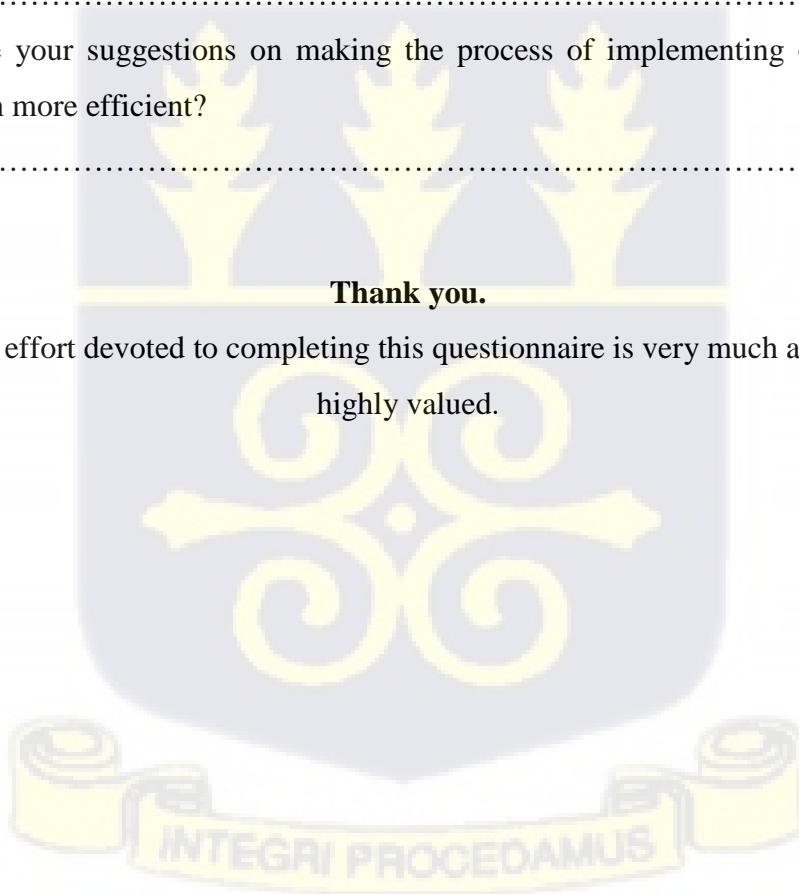 ………………………………………………………………………
your suggestions on making the process of implementing
more efficient?
………………………………………………………………………
Thank you.
effort devoted to completing this questionnaire is very much
highly valued.
INTEGRI PROCEDAMUS